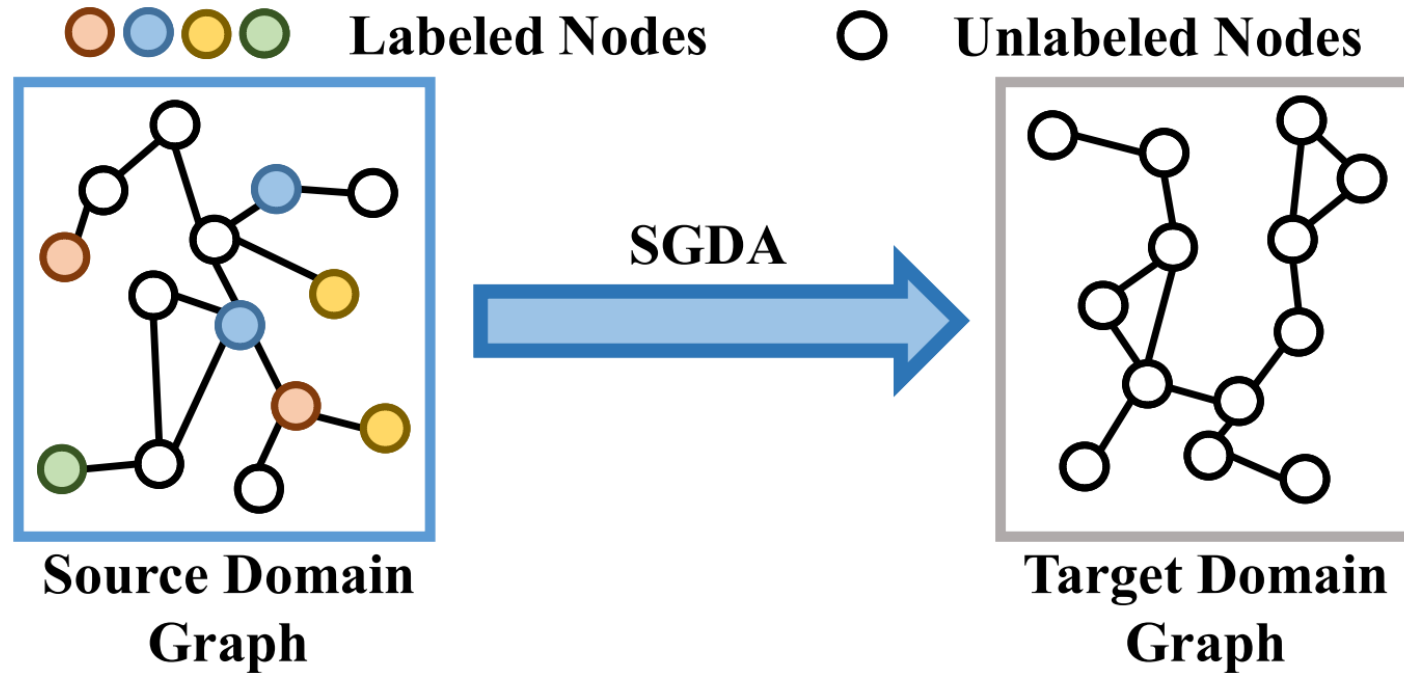 Labeled Nodes
Unlabeled Nodes
SGDA
Source Domain
Graph
Target Domain
Graph